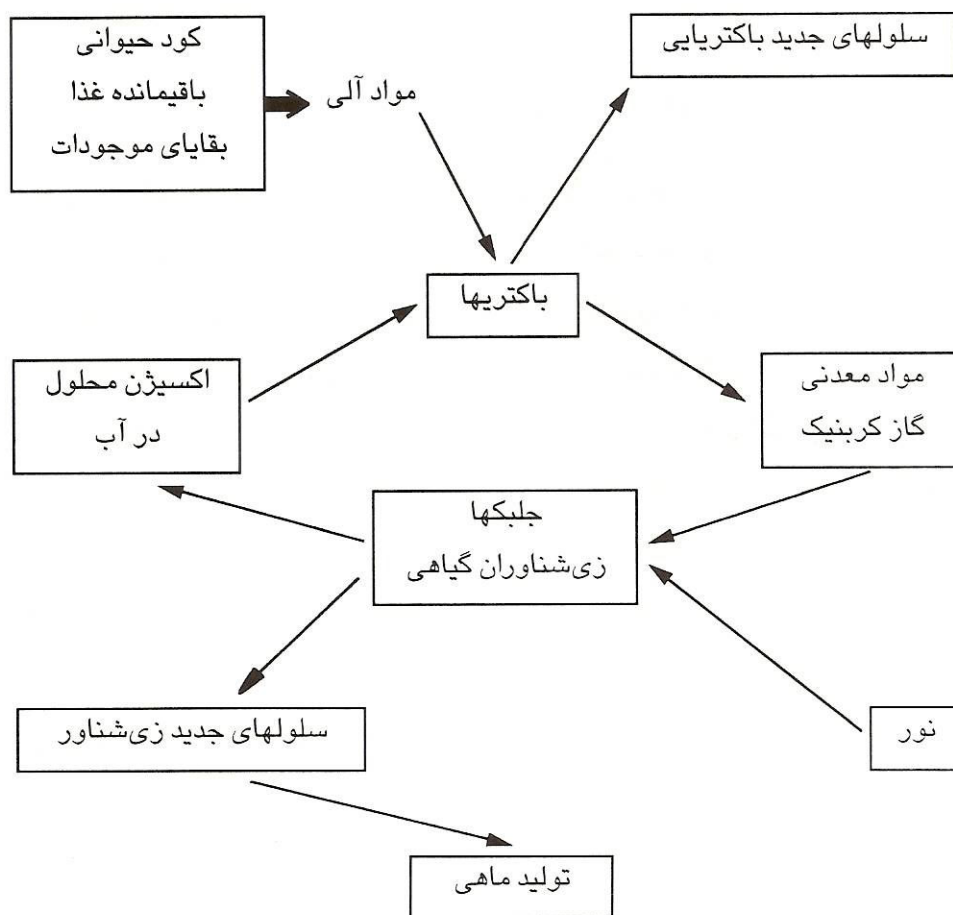 کود حیوانی
باقیمانده غذا
بقایای موجودات
مواد آلی
سلولهای جدید باکتریایی
باکتریها
اکسیژن محلول
در آب
مواد معدنی
گاز کربنیک
جلبکها
زی‌شناوران گیاهی
سلولهای جدید زی‌شناور
نور
تولید ماهی